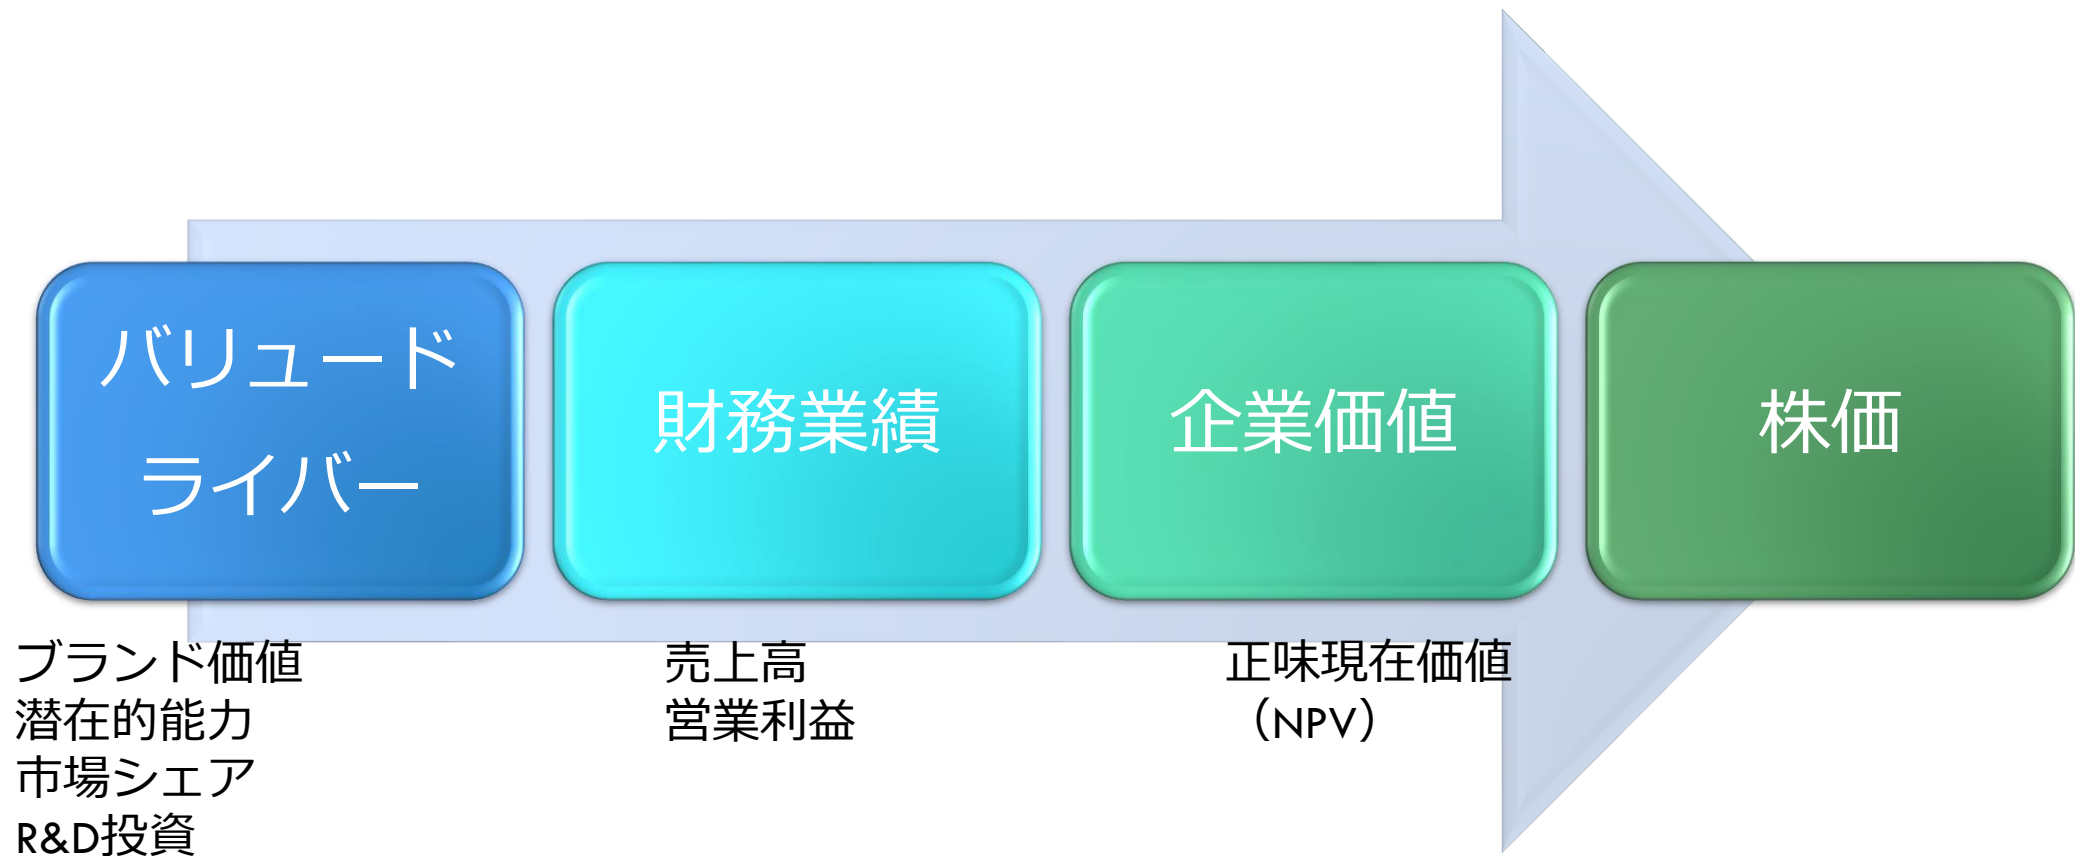 バリュード
ライバー
財務業績
企業価値
株価
ブランド価値
潜在的能力
市場シェア
R&D投資
売上高
営業利益
正味現在価値
（NPV）